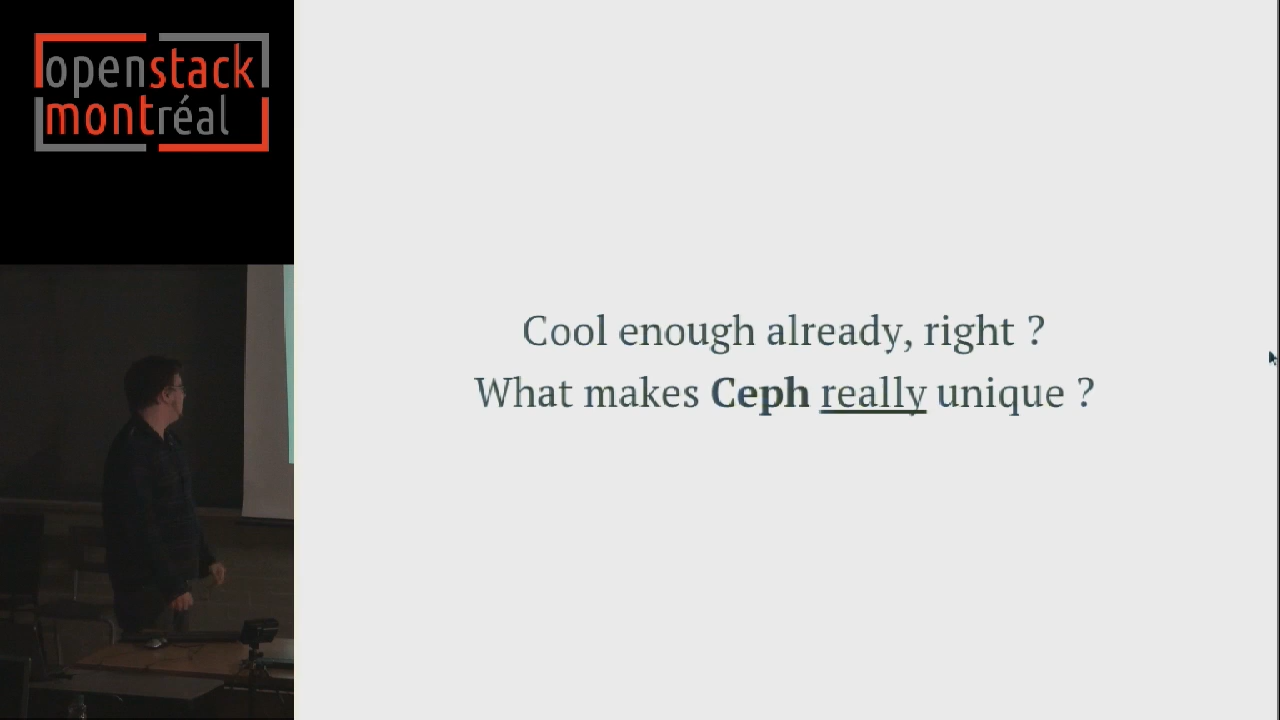 openstack
montréal
Cool enough already, right ?
What makes Ceph really unique ?